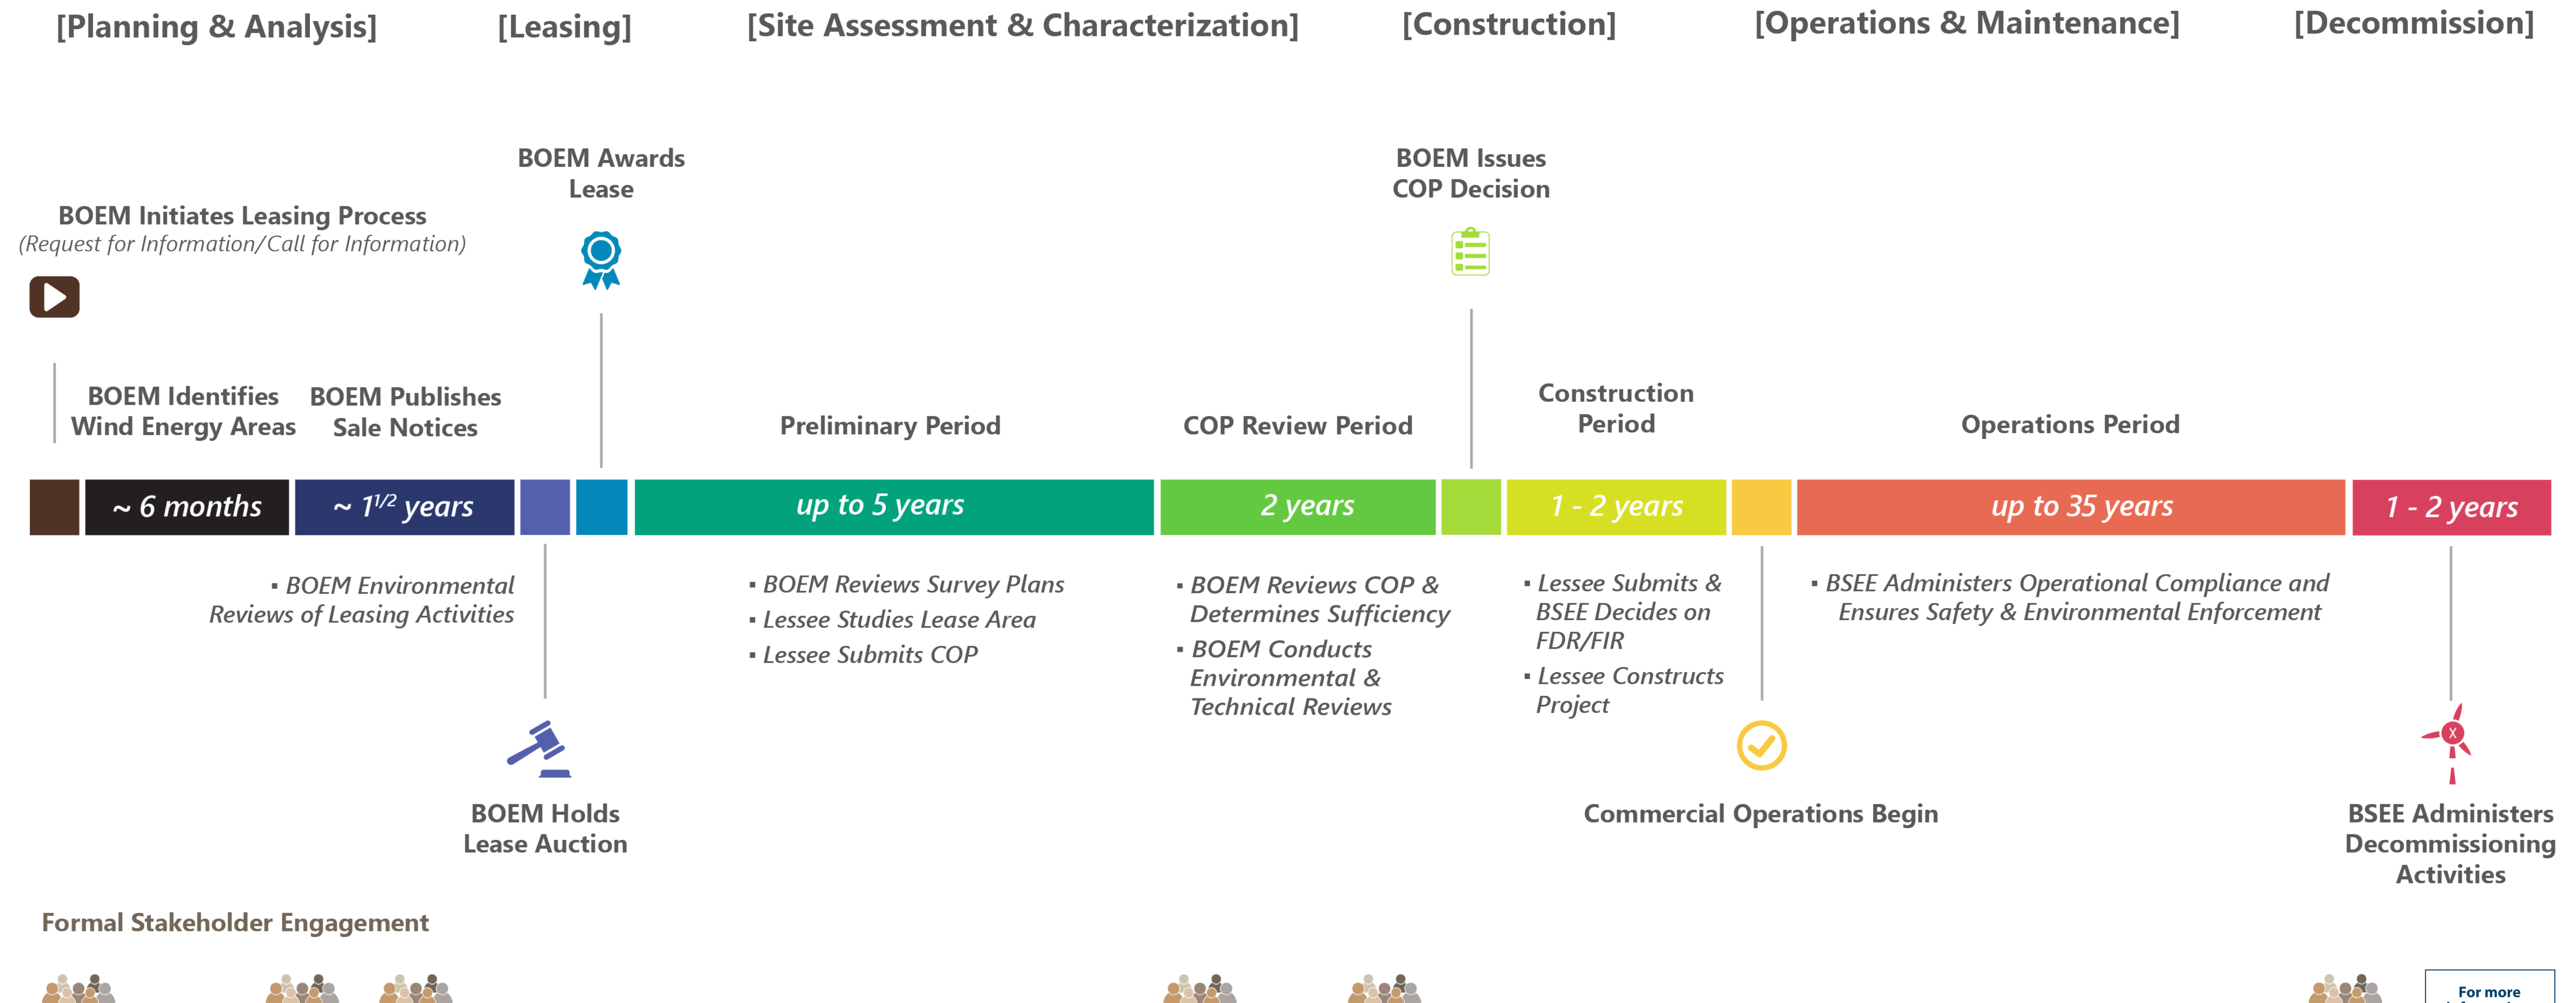 [Planning & Analysis]
[Leasing]
[Site Assessment & Characterization]
[Construction]
[Operations & Maintenance]
[Decommission]
BOEM Initiates Leasing Process
(Request for Information/Call for Information)
BOEM Awards
Lease
BOEM Issues
COP Decision
BOEM Identifies
Wind Energy Areas
BOEM Publishes
Sale Notices
Preliminary Period
COP Review Period
Construction
Period
Operations Period
~ 6 months
~ 1 1/2 years
up to 5 years
2 years
1 - 2 years
up to 35 years
1 - 2 years
▪ BOEM Environmental
Reviews of Leasing Activities
▪ BOEM Reviews Survey Plans
▪ Lessee Studies Lease Area
▪ Lessee Submits COP
▪ BOEM Reviews COP &
Determines Sufficiency
▪ BOEM Conducts
Environmental &
Technical Reviews
▪ Lessee Submits &
BSEE Decides on
FDR/FIR
▪ Lessee Constructs
Project
▪ BSEE Administers Operational Compliance and
Ensures Safety & Environmental Enforcement
BOEM Holds
Lease Auction
Commercial Operations Begin
X
BSEE Administers
Decommissioning
Activities
Formal Stakeholder Engagement
For more